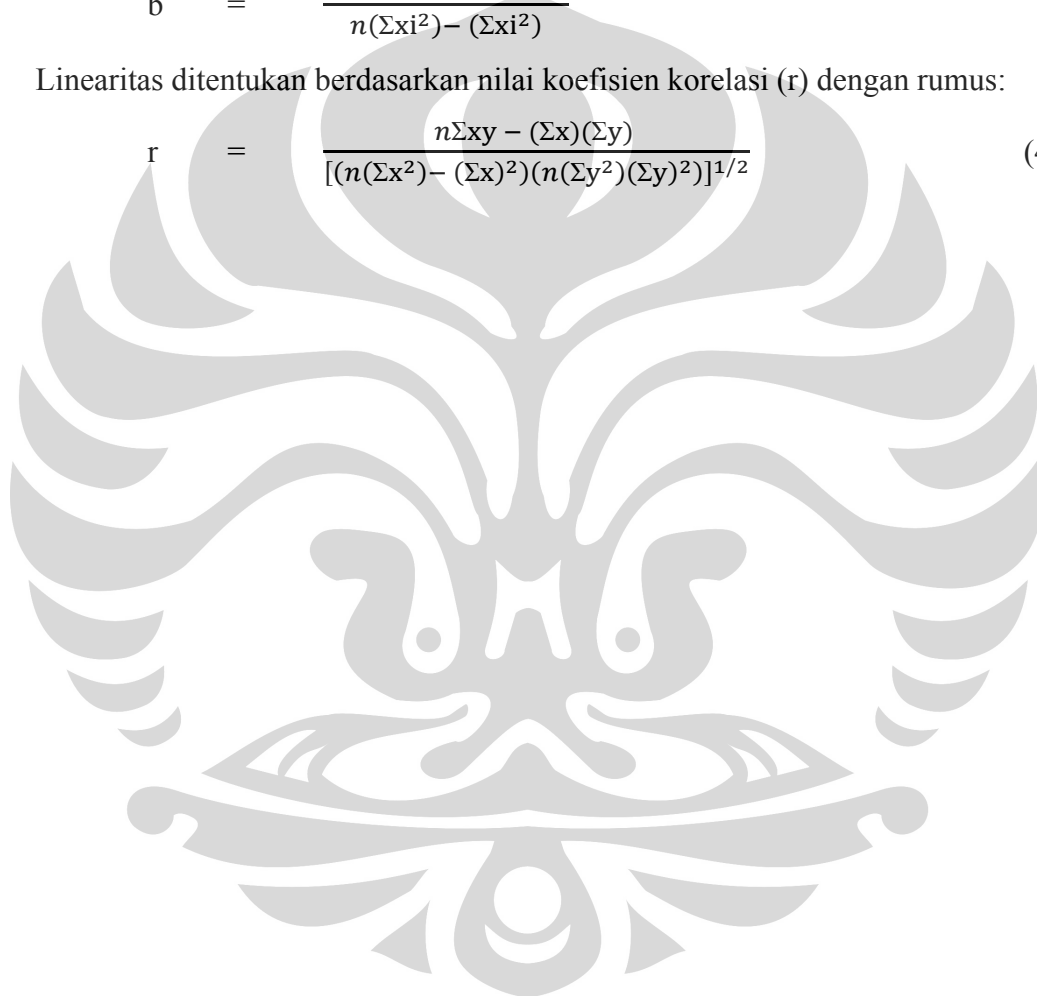 b = n(Σxi²)– (Σxi²)
Linearitas ditentukan berdasarkan nilai koefisien korelasi (r) dengan rumus:
r = nΣxy – (Σx)(Σy)
[(n(Σx²)– (Σx)²)(n(Σy²)(Σy)²)]¹/² (4